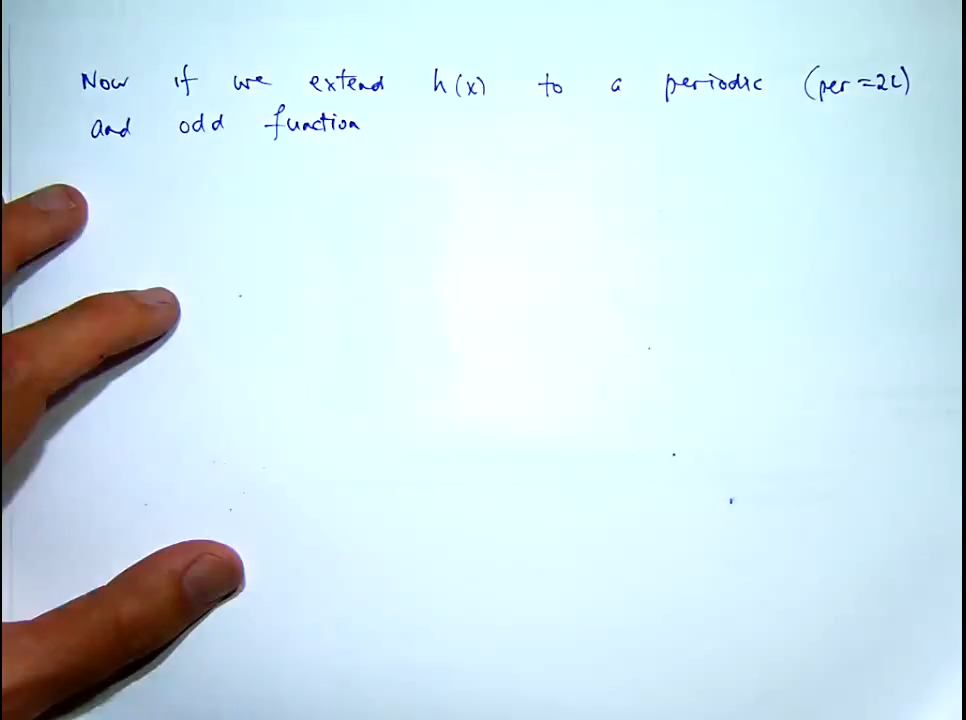 Now if we extend h(x) to a periodic (per=2L)
and odd function